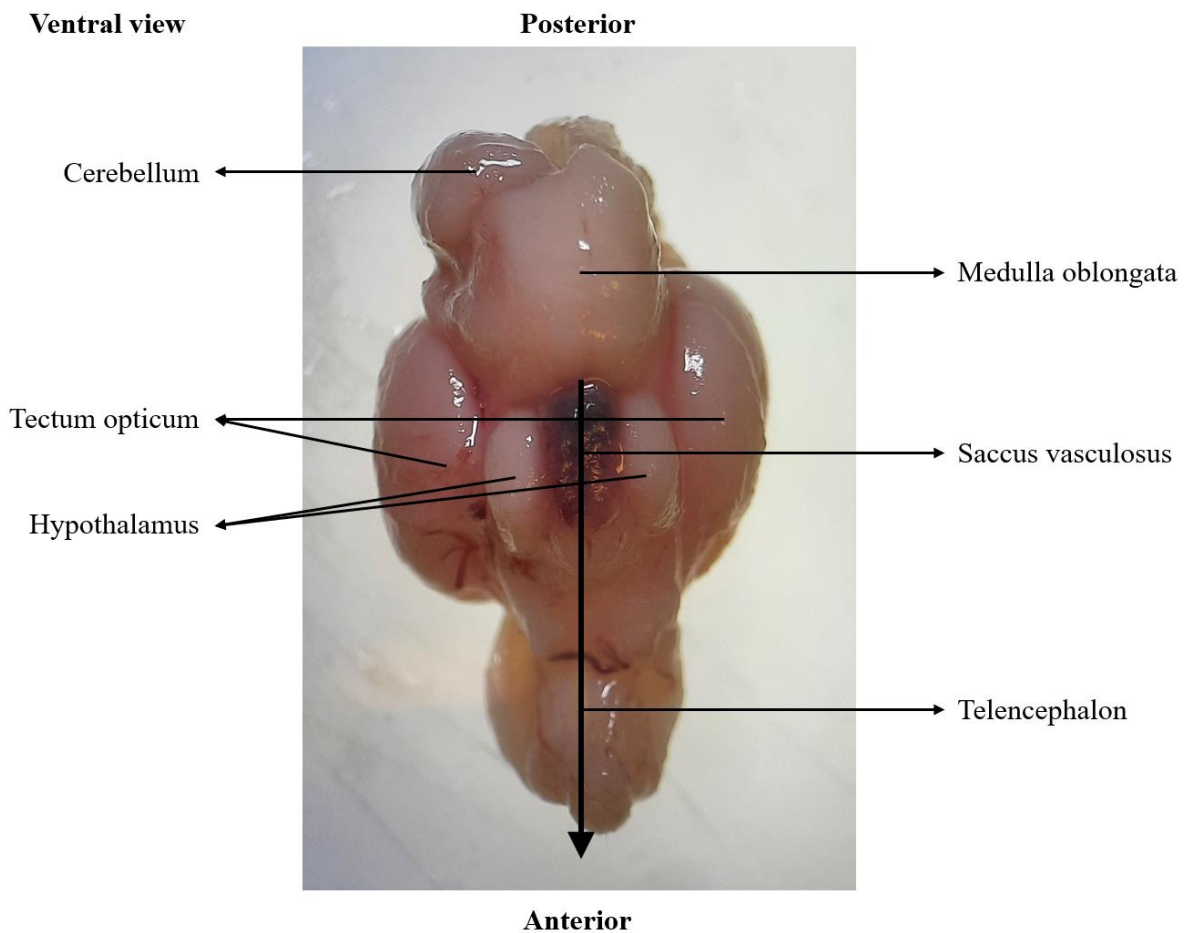 Ventral view
Posterior
Cerebellum
Medulla oblongata
Tectum opticum
Saccus vasculosus
Hypothalamus
Telencephalon
Anterior